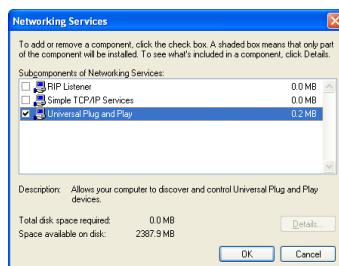 Networking Services
To add or remove a component, click the check box. A shaded box means that only part
of the component will be installed. To see what's included in a component, click Details.
Subcomponents of Networking Services:
RIP Listener 0.0 MB
Simple TCP/IP Services 0.0 MB
Universal Plug and Play 0.2 MB
Description: Allows your computer to discover and control Universal Plug and Play
devices.
Total disk space required: 0.0 MB
Details...
Space available on disk: 2387.9 MB
OK Cancel